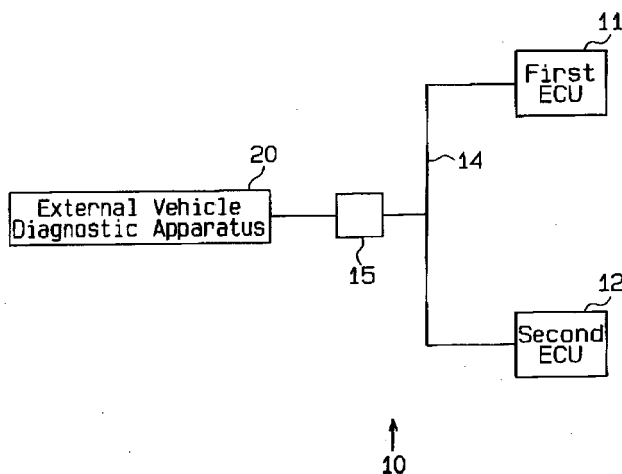 11
First
ECU
20
14
External Vehicle
Diagnostic Apparatus
15
12
Second
ECU
10